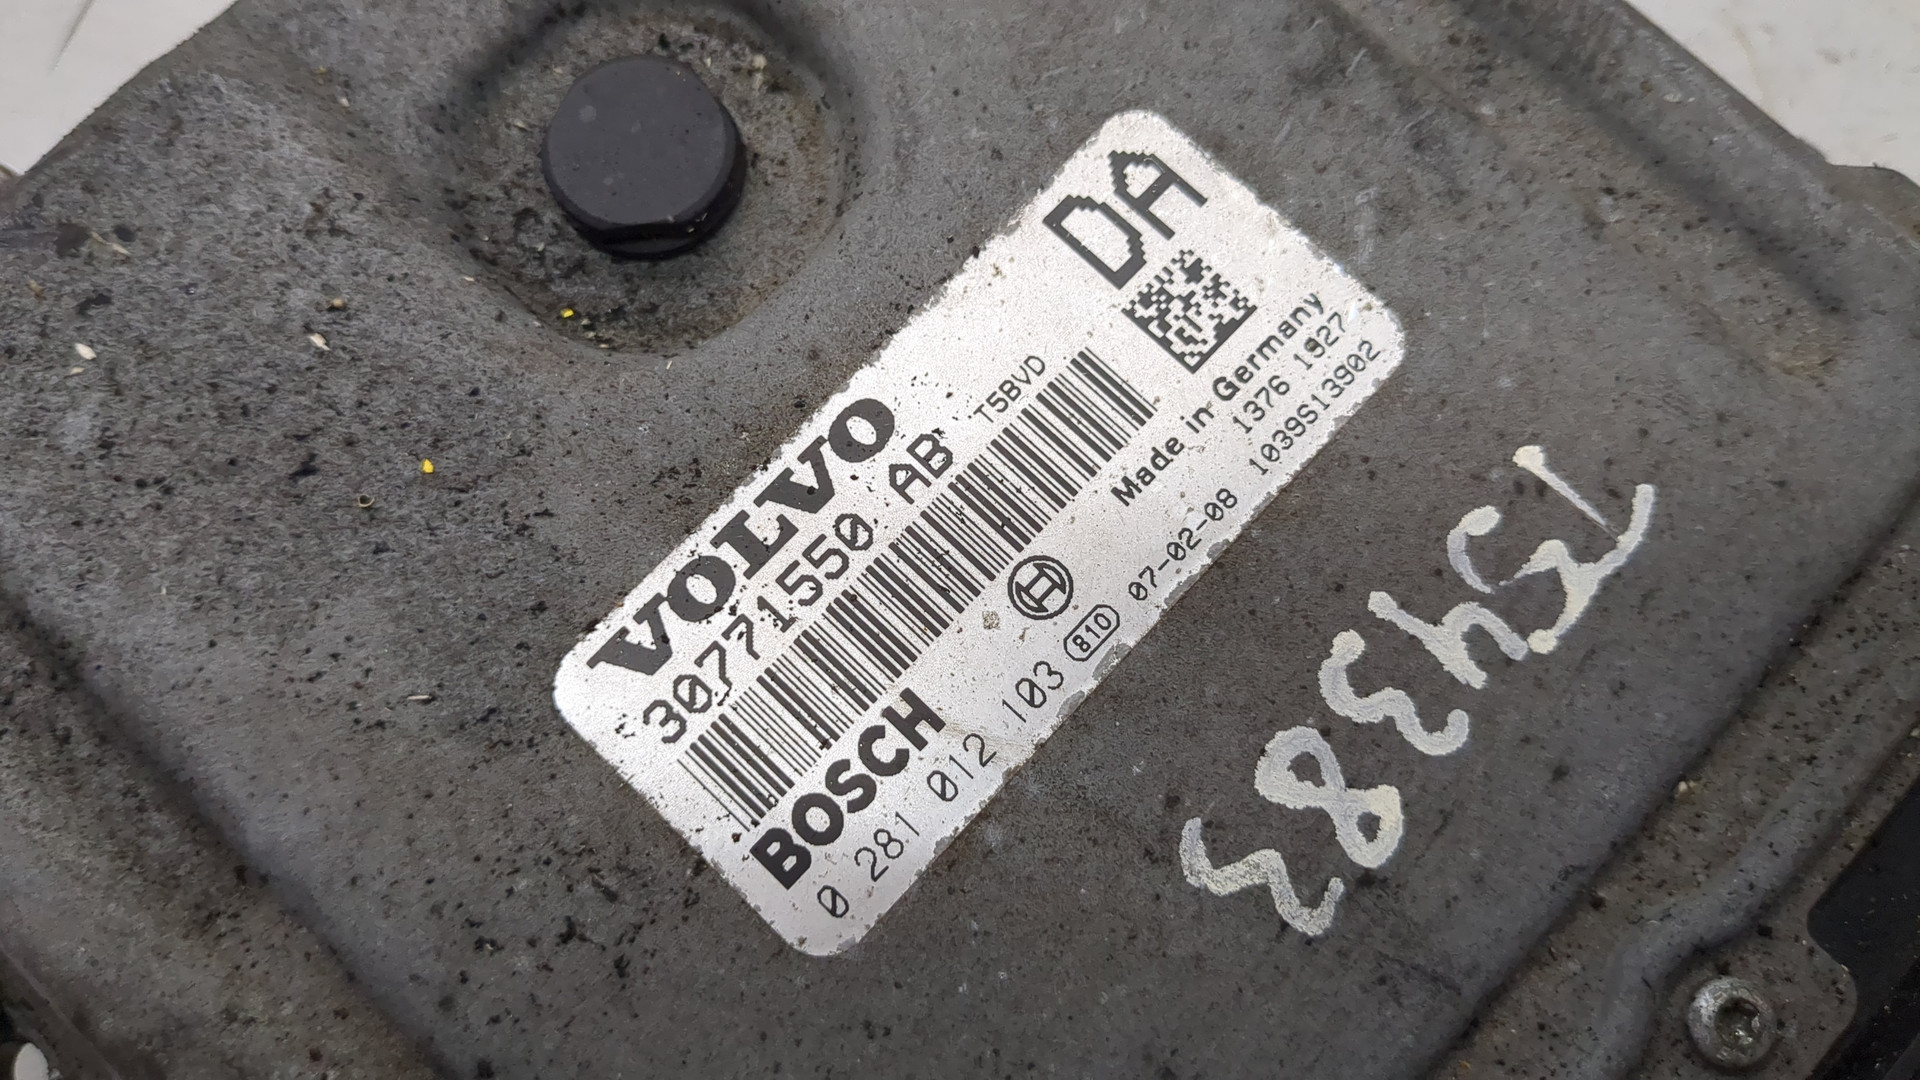 DA
VOLVO
30771550 AB T5BVD
Made in Germany
1376 1927
BOSCH
810 07-02-08 1039S13902
0 281 012 103